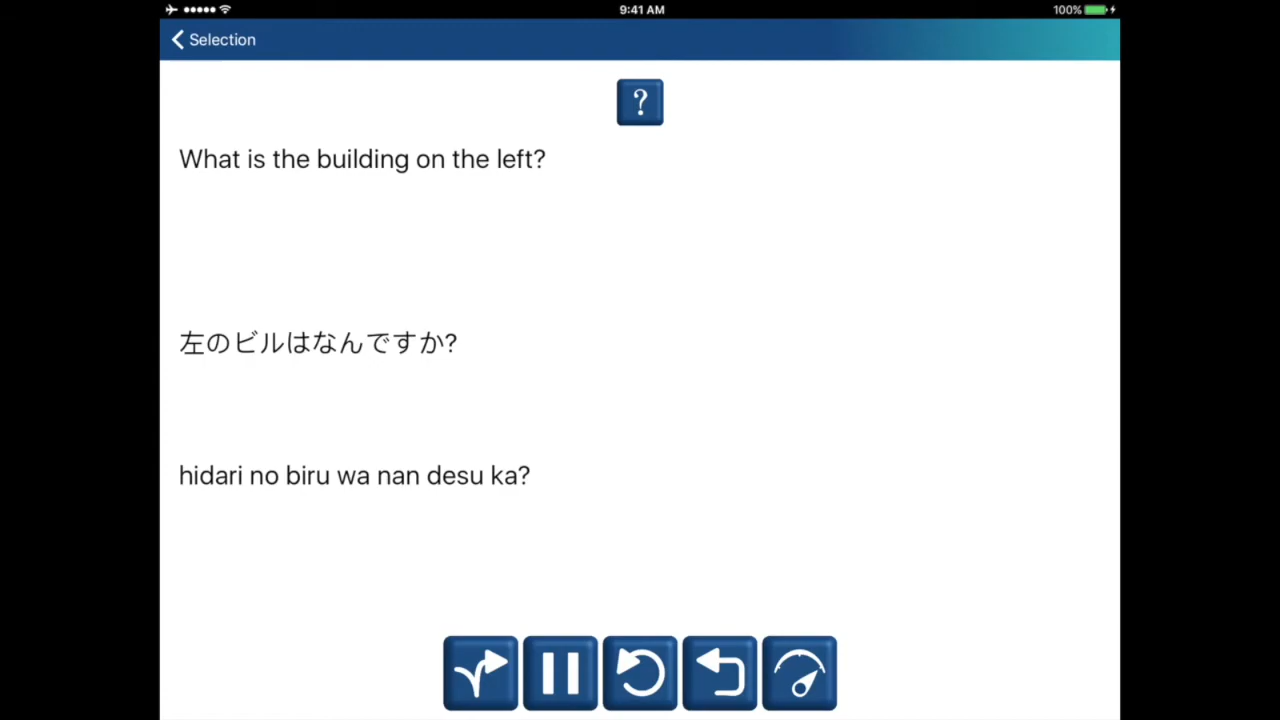 9:41 AM
100%
Selection
?
What is the building on the left?
左のビルはなんですか?
hidari no biru wa nan desu ka?